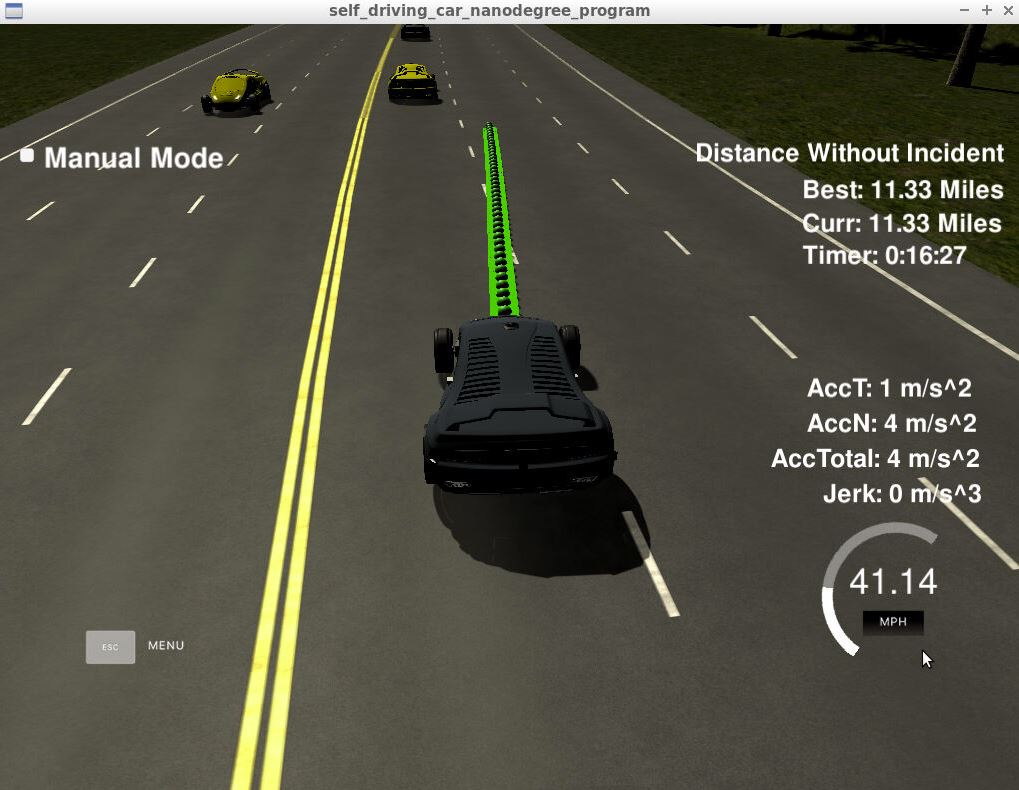 self_driving_car_nanodegree_program
Manual Mode
Distance Without Incident
Best: 11.33 Miles
Curr: 11.33 Miles
Timer: 0:16:27
AccT: 1 m/s^2
AccN: 4 m/s^2
AccTotal: 4 m/s^2
Jerk: 0 m/s^3
41.14
MPH
ESC MENU